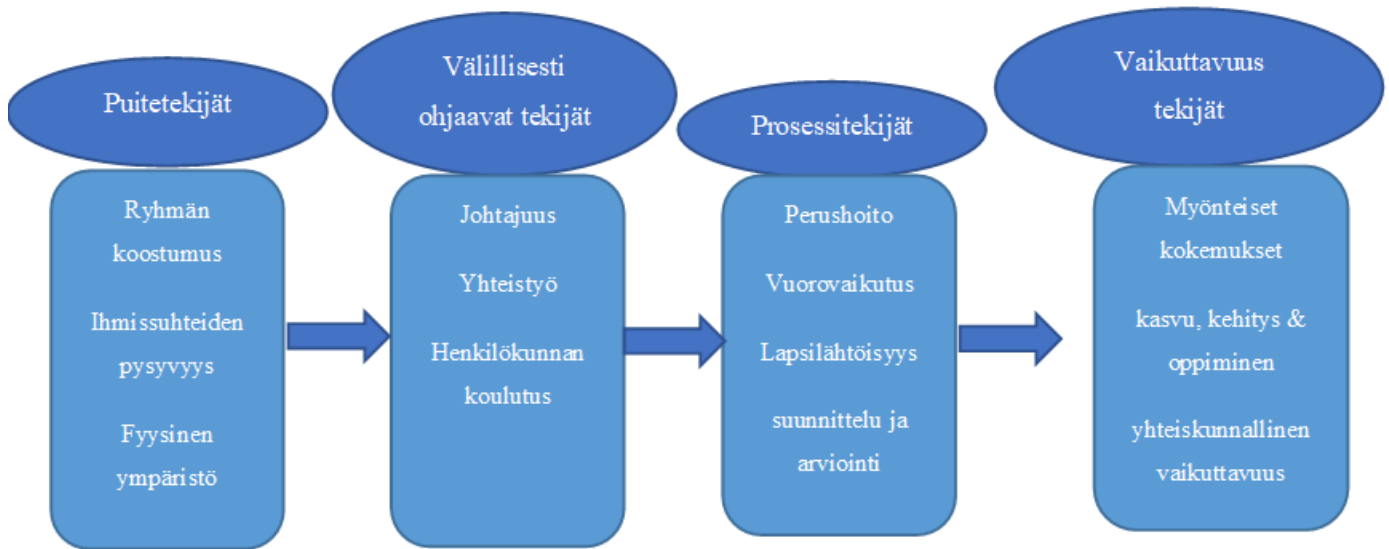 Puitetekijät
Ryhmän
koostumus
Ihmissuhteiden
pysyvyys
Fyysinen
ympäristö
Välillisesti
ohjaavat tekijät
Johtajuus
Yhteistyö
Henkilökunnan
koulutus
Prosessitekijät
Perushoito
Vuorovaikutus
Lapsilähtöisyys
suunnittelu ja
arviointi
Vaikuttavuus
tekijät
Myönteiset
kokemukset
kasvu, kehitys &
oppiminen
yhteiskunnallinen
vaikuttavuus